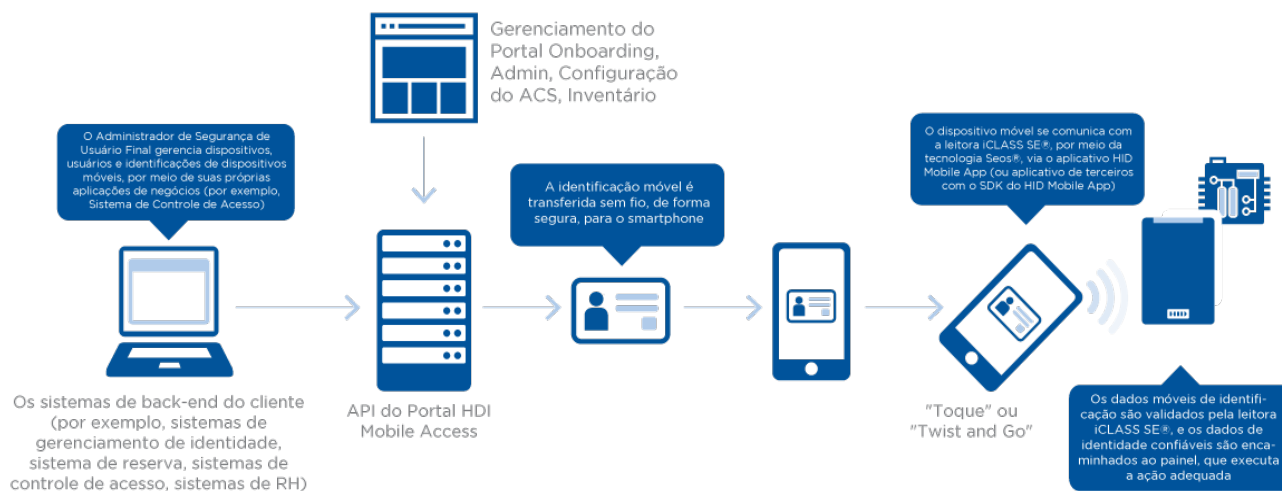 Gerenciamento do
Portal Onboarding,
Admin, Configuração
do ACS, Inventário
O Administrador de Segurança de
Usuário Final gerencia dispositivos,
usuários e identificações de dispositivos
móveis, por meio de suas próprias
aplicações de negócios (por exemplo,
Sistema de Controle de Acesso)
A identificação móvel é
transferida sem fio, de forma
segura, para o smartphone
O dispositivo móvel se comunica com
a leitora iCLASS SE®, por meio da
tecnologia Seos®, via o aplicativo HID
Mobile App (ou aplicativo de terceiros
com o SDK do HID Mobile App)
Os sistemas de back-end do cliente
(por exemplo, sistemas de
gerenciamento de identidade,
sistema de reserva, sistemas de
controle de acesso, sistemas de RH)
API do Portal HDI
Mobile Access
"Toque" ou
"Twist and Go"
Os dados móveis de identifi-
cação são validados pela leitora
iCLASS SE®, e os dados de
identidade confiáveis são enca-
minhados ao painel, que executa
a ação adequada